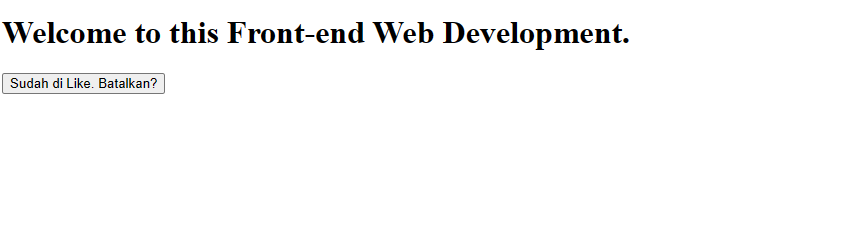 Welcome to this Front-end Web Development.
Sudah di Like. Batalkan?